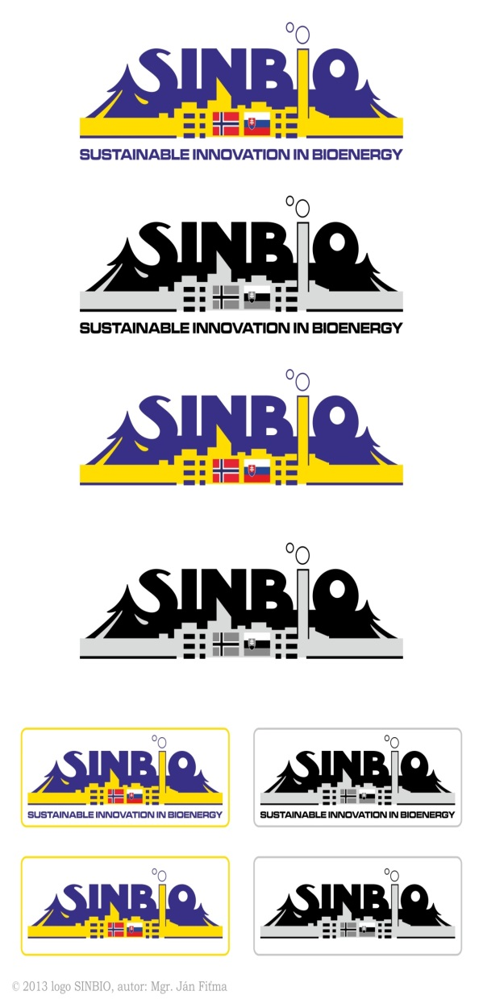 SINBIO
SUSTAINABLE INNOVATION IN BIOENERGY
SINBIO
SUSTAINABLE INNOVATION IN BIOENERGY
SINBIO
SINBIO
SINBIO
SUSTAINABLE INNOVATION IN BIOENERGY
SINBIO
SUSTAINABLE INNOVATION IN BIOENERGY
SINBIO
SINBIO
© 2013 logo SINBIO, autor: Mgr. Ján Fiťma